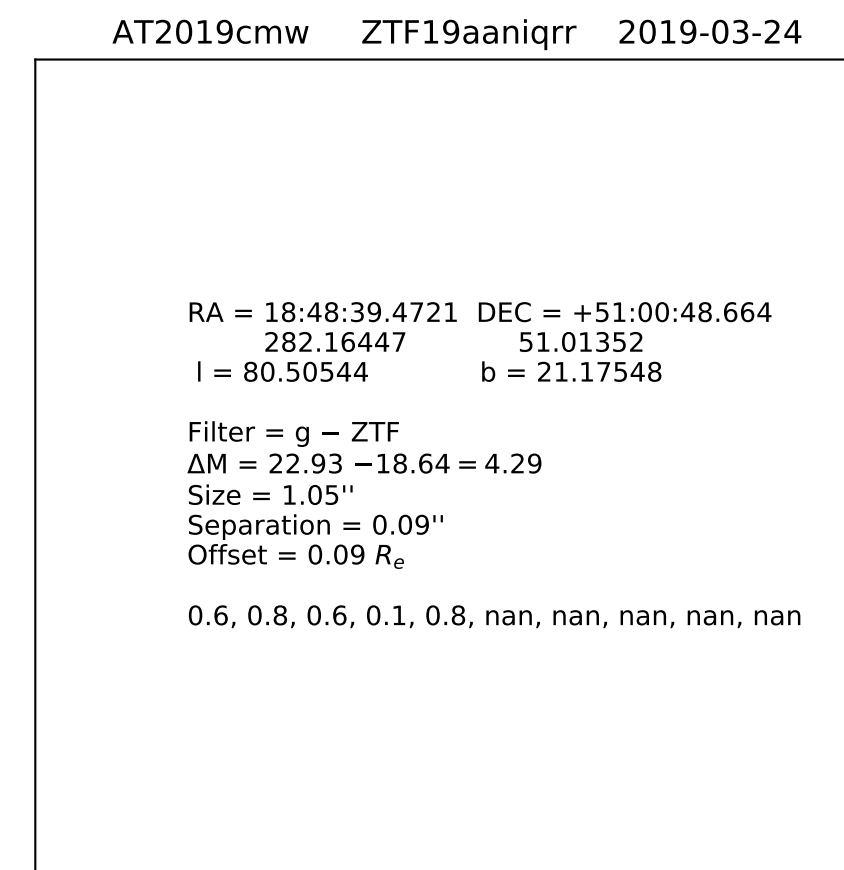 AT2019cmw ZTF19aaniqrr 2019-03-24
RA = 18:48:39.4721 DEC = +51:00:48.664
282.16447 51.01352
l = 80.50544 b = 21.17548
Filter = g − ZTF
ΔM = 22.93 −18.64 = 4.29
Size = 1.05''
Separation = 0.09''
Offset = 0.09 Re
0.6, 0.8, 0.6, 0.1, 0.8, nan, nan, nan, nan, nan